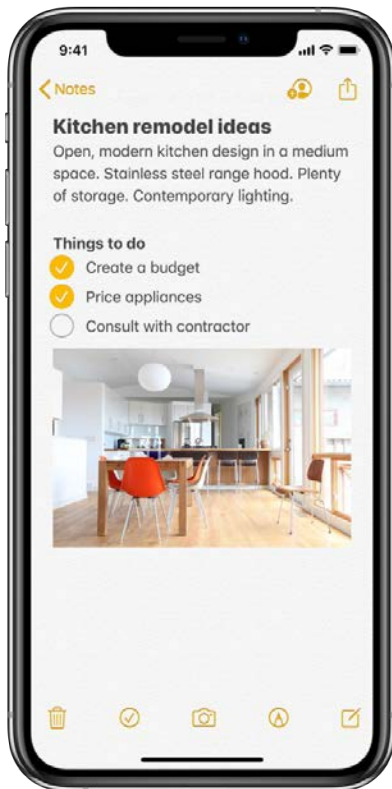 9:41
Notes
Kitchen remodel ideas
Open, modern kitchen design in a medium
space. Stainless steel range hood. Plenty
of storage. Contemporary lighting.
Things to do
Create a budget
Price appliances
Consult with contractor